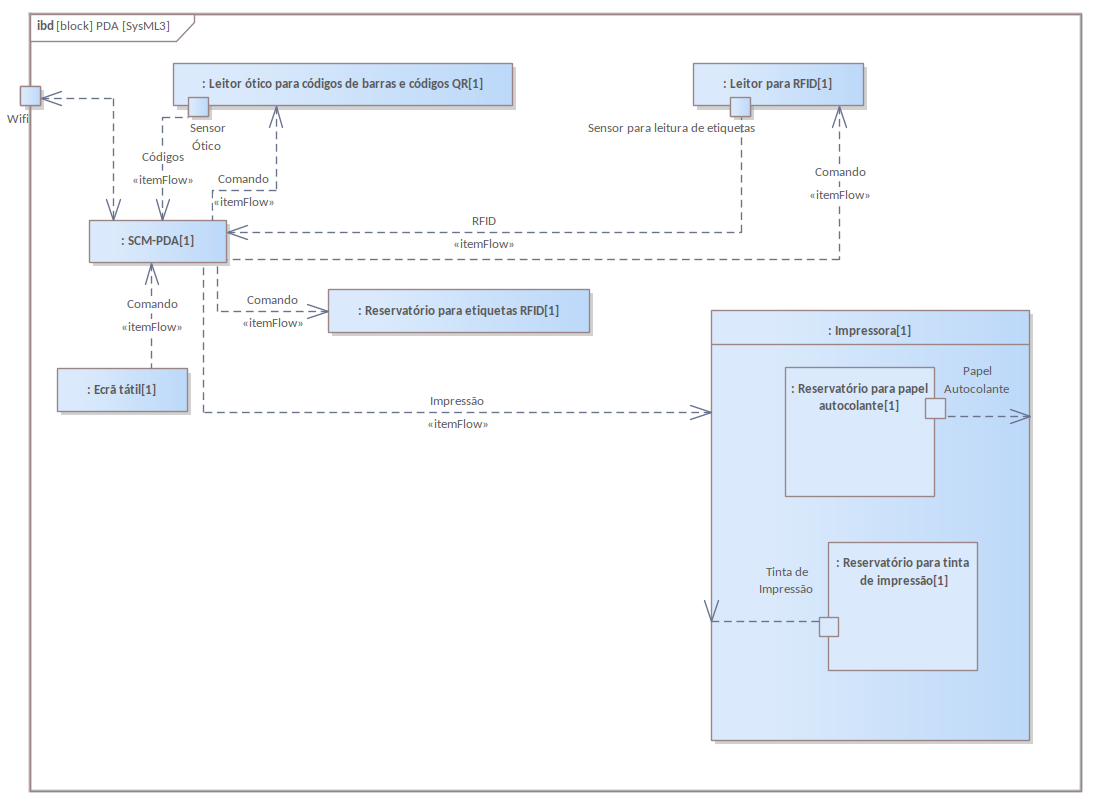 ibd [block] PDA [SysML3]
: Leitor ótico para códigos de barras e códigos QR[1]
: Leitor para RFID[1]
Wifi
Sensor
Ótico
Sensor para leitura de etiquetas
Códigos
«itemFlow»
Comando
«itemFlow»
Comando
«itemFlow»
RFID
«itemFlow»
: SCM-PDA[1]
Comando
«itemFlow»
Comando
«itemFlow»
: Reservatório para etiquetas RFID[1]
: Impressora[1]
: Ecrã tátil[1]
Impressão
«itemFlow»
: Reservatório para papel
autocolante[1]
Papel
Autocolante
: Reservatório para tinta
de impressão[1]
Tinta de
Impressão